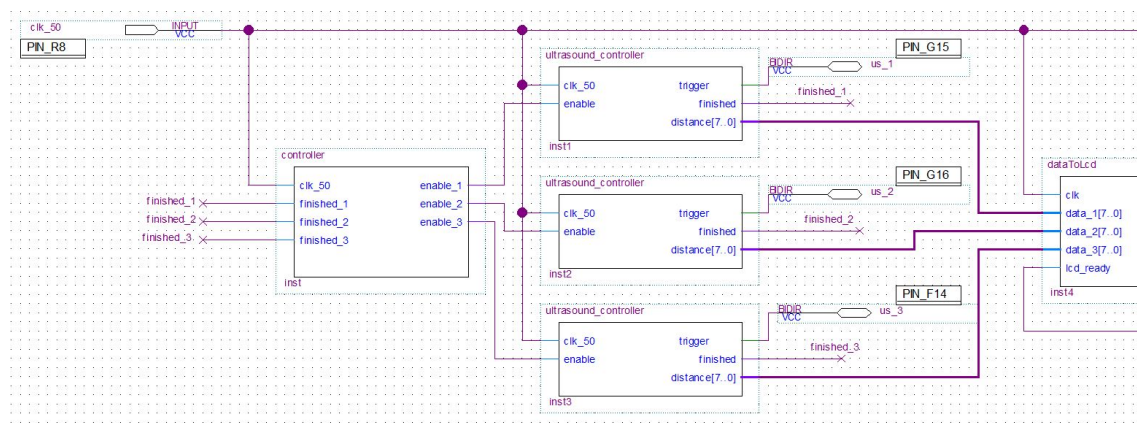 clk_50
INPUT
VCC
PIN_R8
controller
clk_50
finished_1
finished_2
finished_3
enable_1
enable_2
enable_3
inst
finished_1
finished_2
finished_3
ultrasound_controller
clk_50
enable
trigger
finished
distance[7..0]
inst1
BIDIR
VCC
us_1
PIN_G15
finished_1
ultrasound_controller
clk_50
enable
trigger
finished
distance[7..0]
inst2
BIDIR
VCC
us_2
PIN_G16
finished_2
ultrasound_controller
clk_50
enable
trigger
finished
distance[7..0]
inst3
BIDIR
VCC
us_3
PIN_F14
finished_3
dataToLcd
clk
data_1[7..0]
data_2[7..0]
data_3[7..0]
lcd_ready
inst4